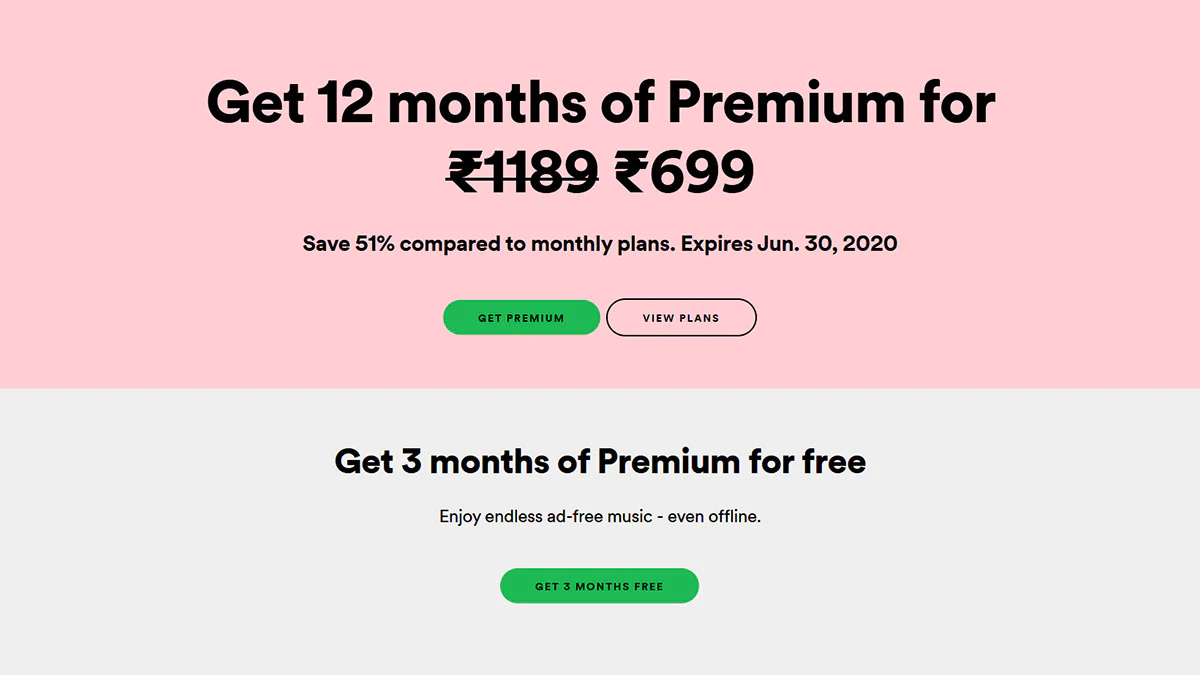 Get 12 months of Premium for
₹1189 ₹699
Save 51% compared to monthly plans. Expires Jun. 30, 2020
GET PREMIUM VIEW PLANS
Get 3 months of Premium for free
Enjoy endless ad-free music - even offline.
GET 3 MONTHS FREE